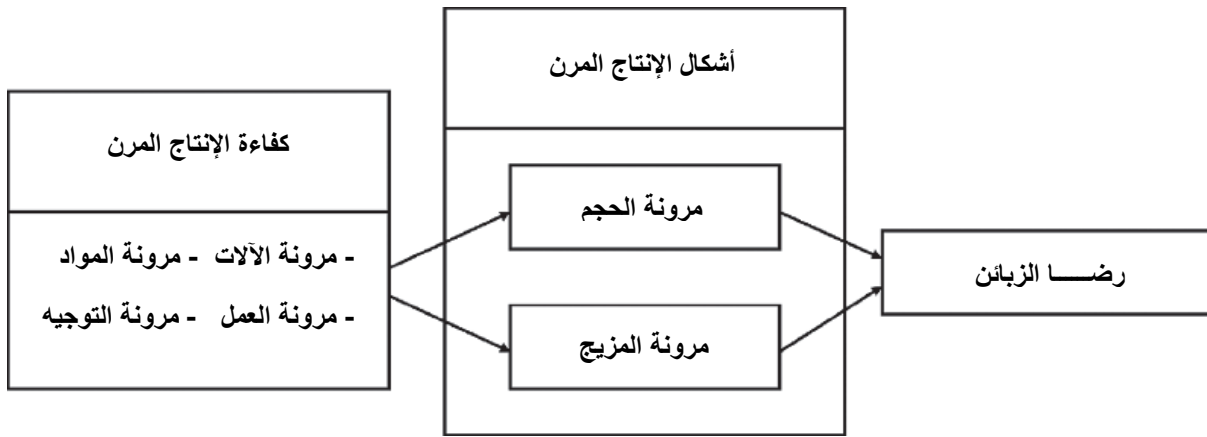 أشكال الإنتاج المرن
كفاءة الإنتاج المرن
مرونة الحجم
- مرونة الآلات - مرونة المواد
رضـــــا الزبائن
- مرونة العمل - مرونة التوجيه
مرونة المزيج